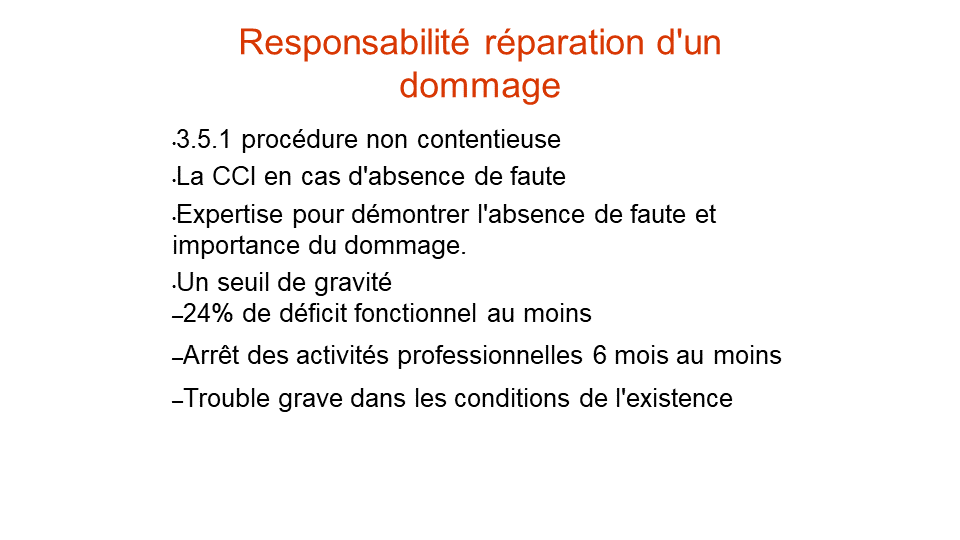 Responsabilité réparation d'un
dommage
•3.5.1 procédure non contentieuse
•La CCI en cas d'absence de faute
•Expertise pour démontrer l'absence de faute et
importance du dommage.
•Un seuil de gravité
–24% de déficit fonctionnel au moins
–Arrêt des activités professionnelles 6 mois au moins
–Trouble grave dans les conditions de l'existence